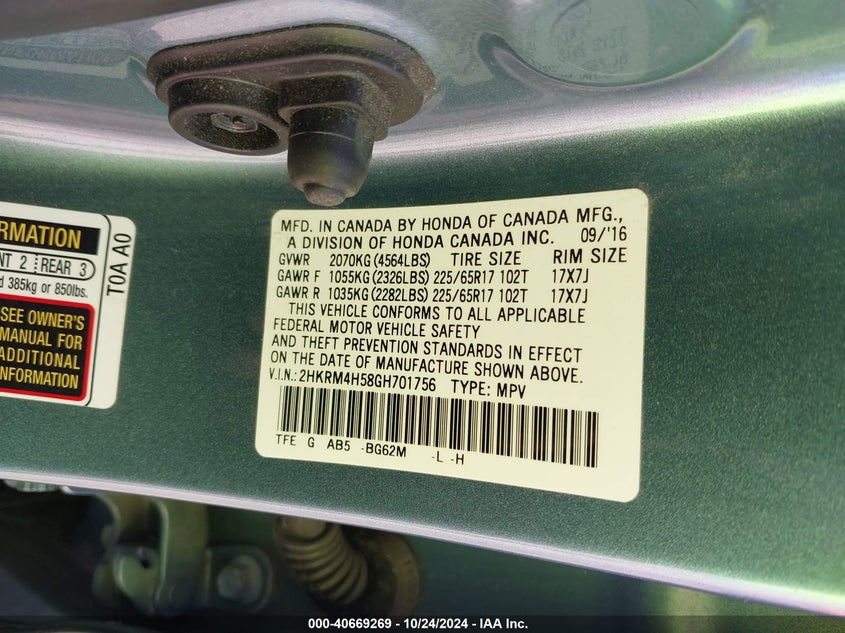 RMATION
NT 2 REAR 3
d 385kg or 850lbs.
SEE OWNER'S
MANUAL FOR
ADDITIONAL
INFORMATION
T0A A0
MFD. IN CANADA BY HONDA OF CANADA MFG.,
A DIVISION OF HONDA CANADA INC. 09/'16
GVWR 2070KG (4564LBS) TIRE SIZE RIM SIZE
GAWR F 1055KG (2326LBS) 225/65R17 102T 17X7J
GAWR R 1035KG (2282LBS) 225/65R17 102T 17X7J
THIS VEHICLE CONFORMS TO ALL APPLICABLE
FEDERAL MOTOR VEHICLE SAFETY
AND THEFT PREVENTION STANDARDS IN EFFECT
ON THE DATE OF MANUFACTURE SHOWN ABOVE.
V.I.N.: 2HKRM4H58GH701756 TYPE: MPV
TFE G AB5 -BG62M -L -H
000-40669269 - 10/24/2024 - IAA Inc.